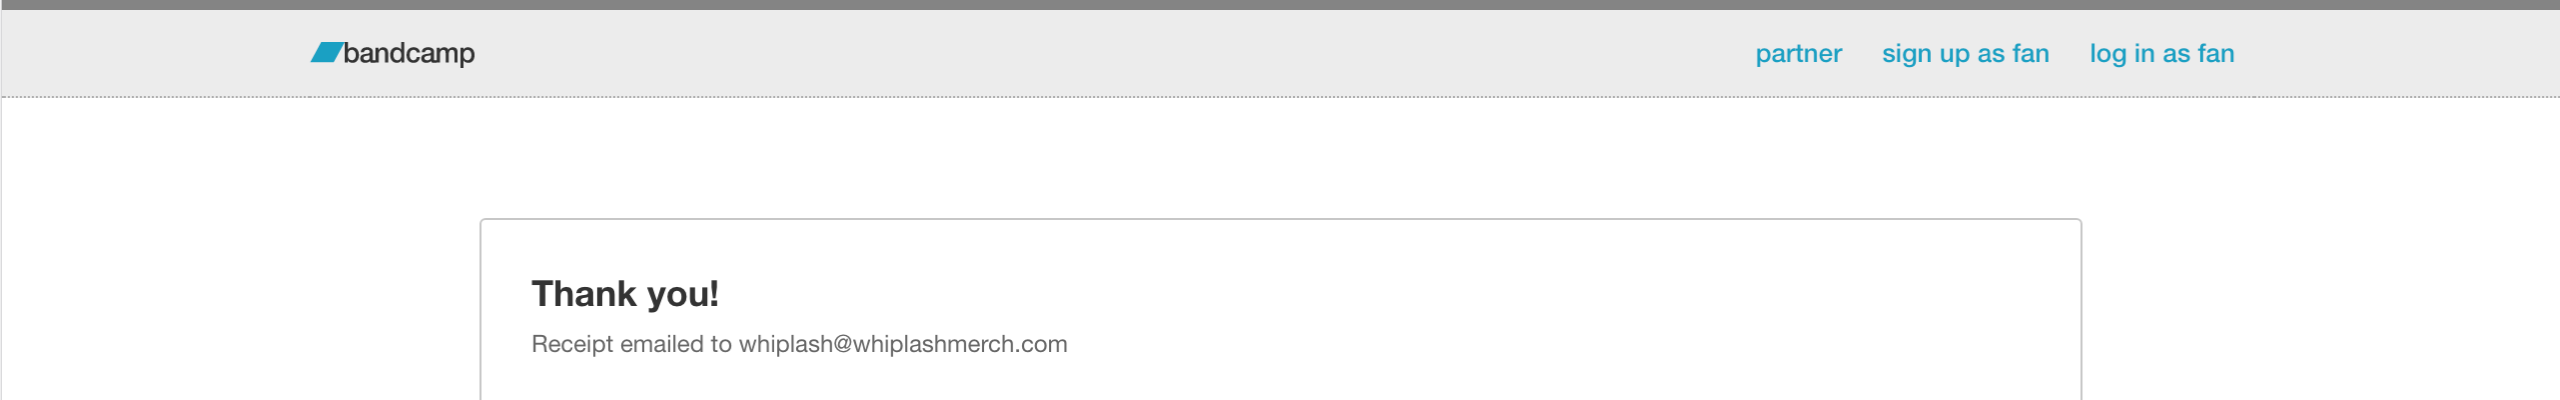 bandcamp
partner sign up as fan log in as fan
Thank you!
Receipt emailed to whiplash@whiplashmerch.com